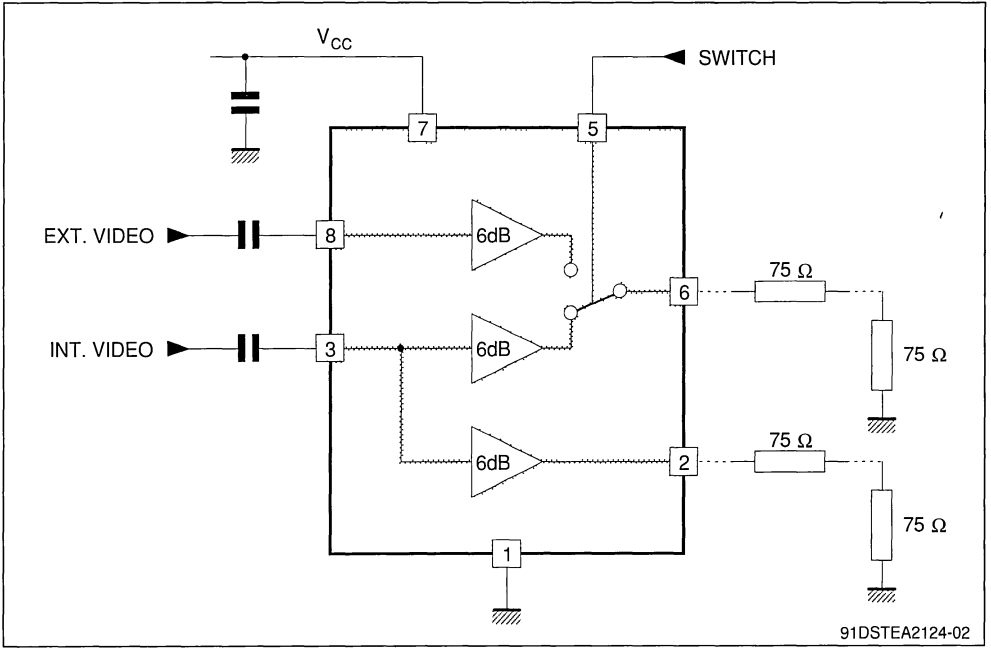 V_CC
SWITCH
7
5
EXT. VIDEO
8
6dB
75 Ω
6
INT. VIDEO
3
6dB
75 Ω
75 Ω
6dB
2
75 Ω
1
91DSTEA2124-02